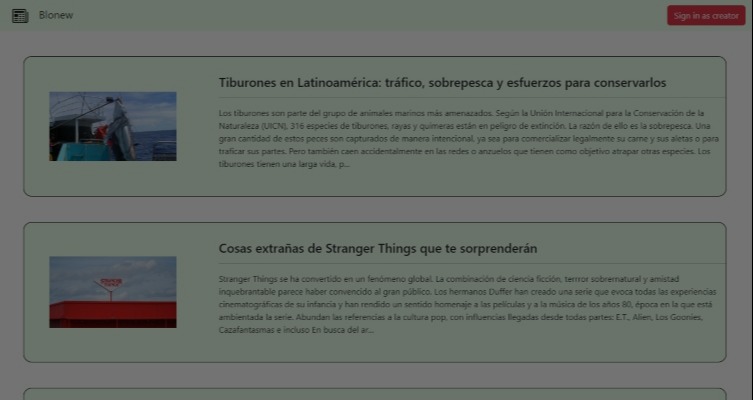 Blonew
Sign in as creator
Tiburones en Latinoamérica: tráfico, sobrepesca y esfuerzos para conservarlos
Los tiburones son parte del grupo de animales marinos más amenazados. Según la Unión Internacional para la Conservación de la
Naturaleza (UICN), 316 especies de tiburones, rayas y quimeras están en peligro de extinción. La razón de ello es la sobrepesca. Una
gran cantidad de estos peces son capturados de manera intencional, ya sea para comercializar legalmente su carne y sus aletas o para
traficar sus partes. Pero también caen accidentalmente en las redes o anzuelos que tienen como objetivo atrapar otras especies. Los
tiburones tienen una larga vida, p...
Cosas extrañas de Stranger Things que te sorprenderán
Stranger Things se ha convertido en un fenómeno global. La combinación de ciencia ficción, terrror sobrernatural y amistad
inquebrantable parece haber convencido al gran público. Los hermanos Duffer han creado una serie que evoca todas las experiencias
cinematográficas de su infancia y han rendido un sentido homenaje a las películas y a la música de los años 80, época en la que está
ambientada la serie. Abundan las referencias a la cultura pop, con influencias llegadas desde todas partes: E.T., Alien, Los Goonies,
Cazafantasmas e incluso En busca del ar...